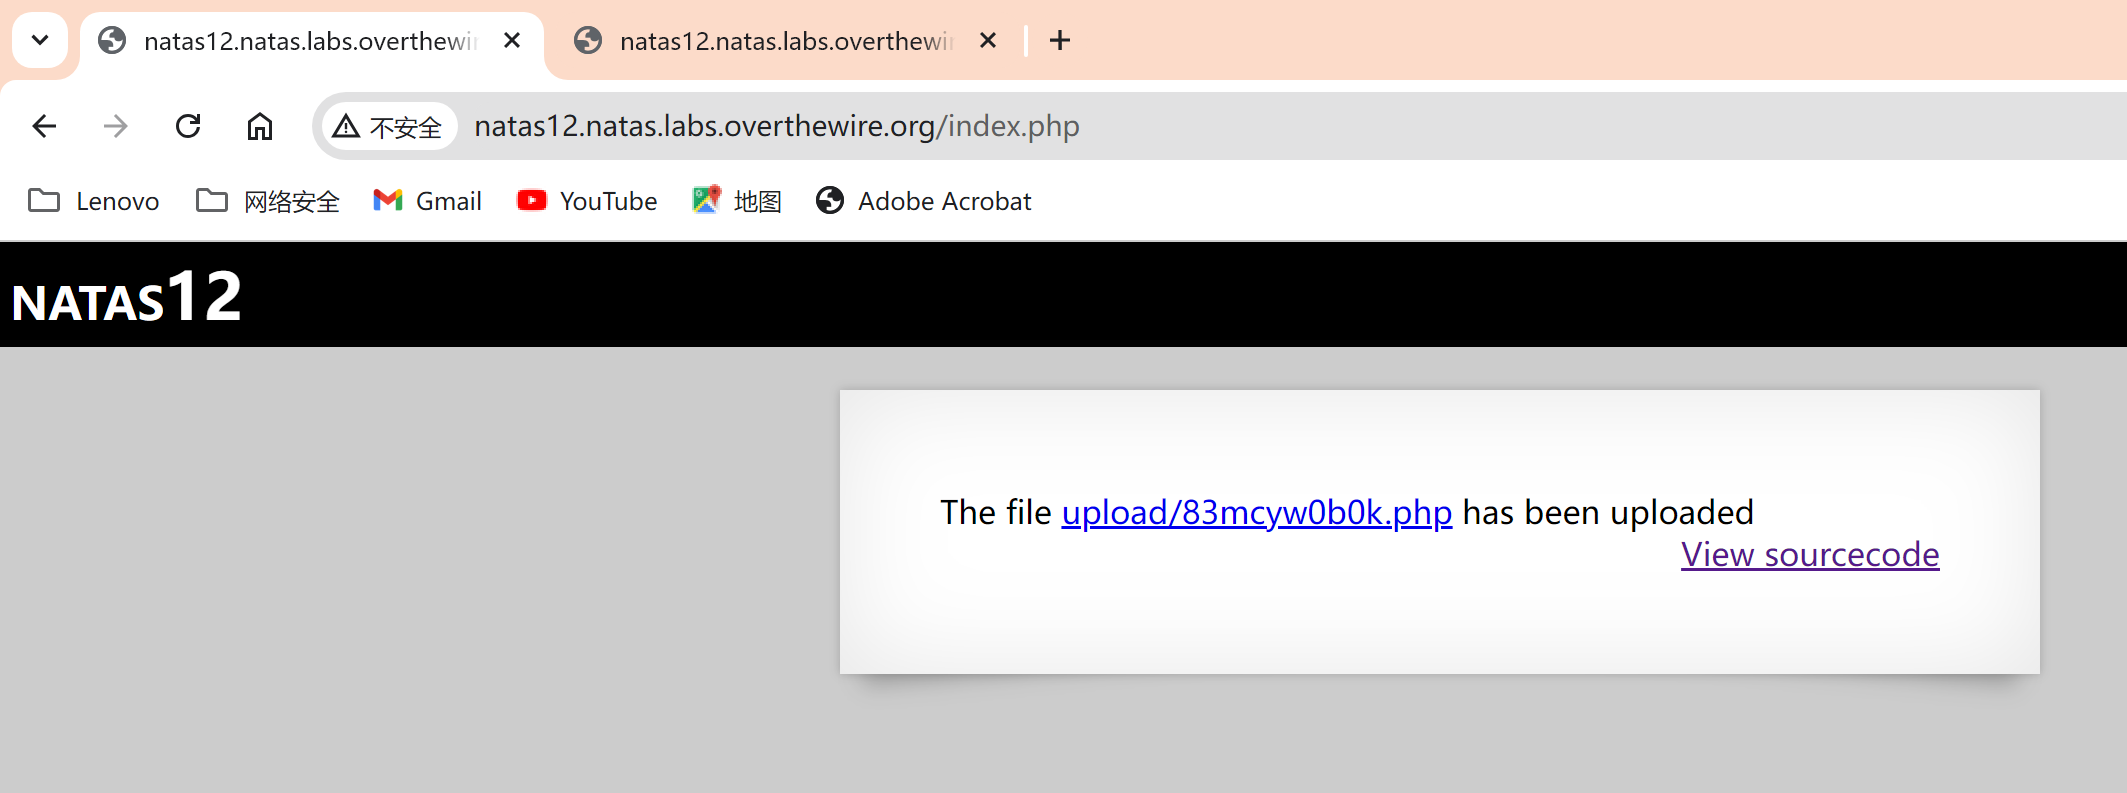 natas12.natas.labs.overthewir
natas12.natas.labs.overthewir
不安全 natas12.natas.labs.overthewire.org/index.php
Lenovo 网络安全 Gmail YouTube 地图 Adobe Acrobat
NATAS12
The file upload/83mcyw0b0k.php has been uploaded
View sourcecode